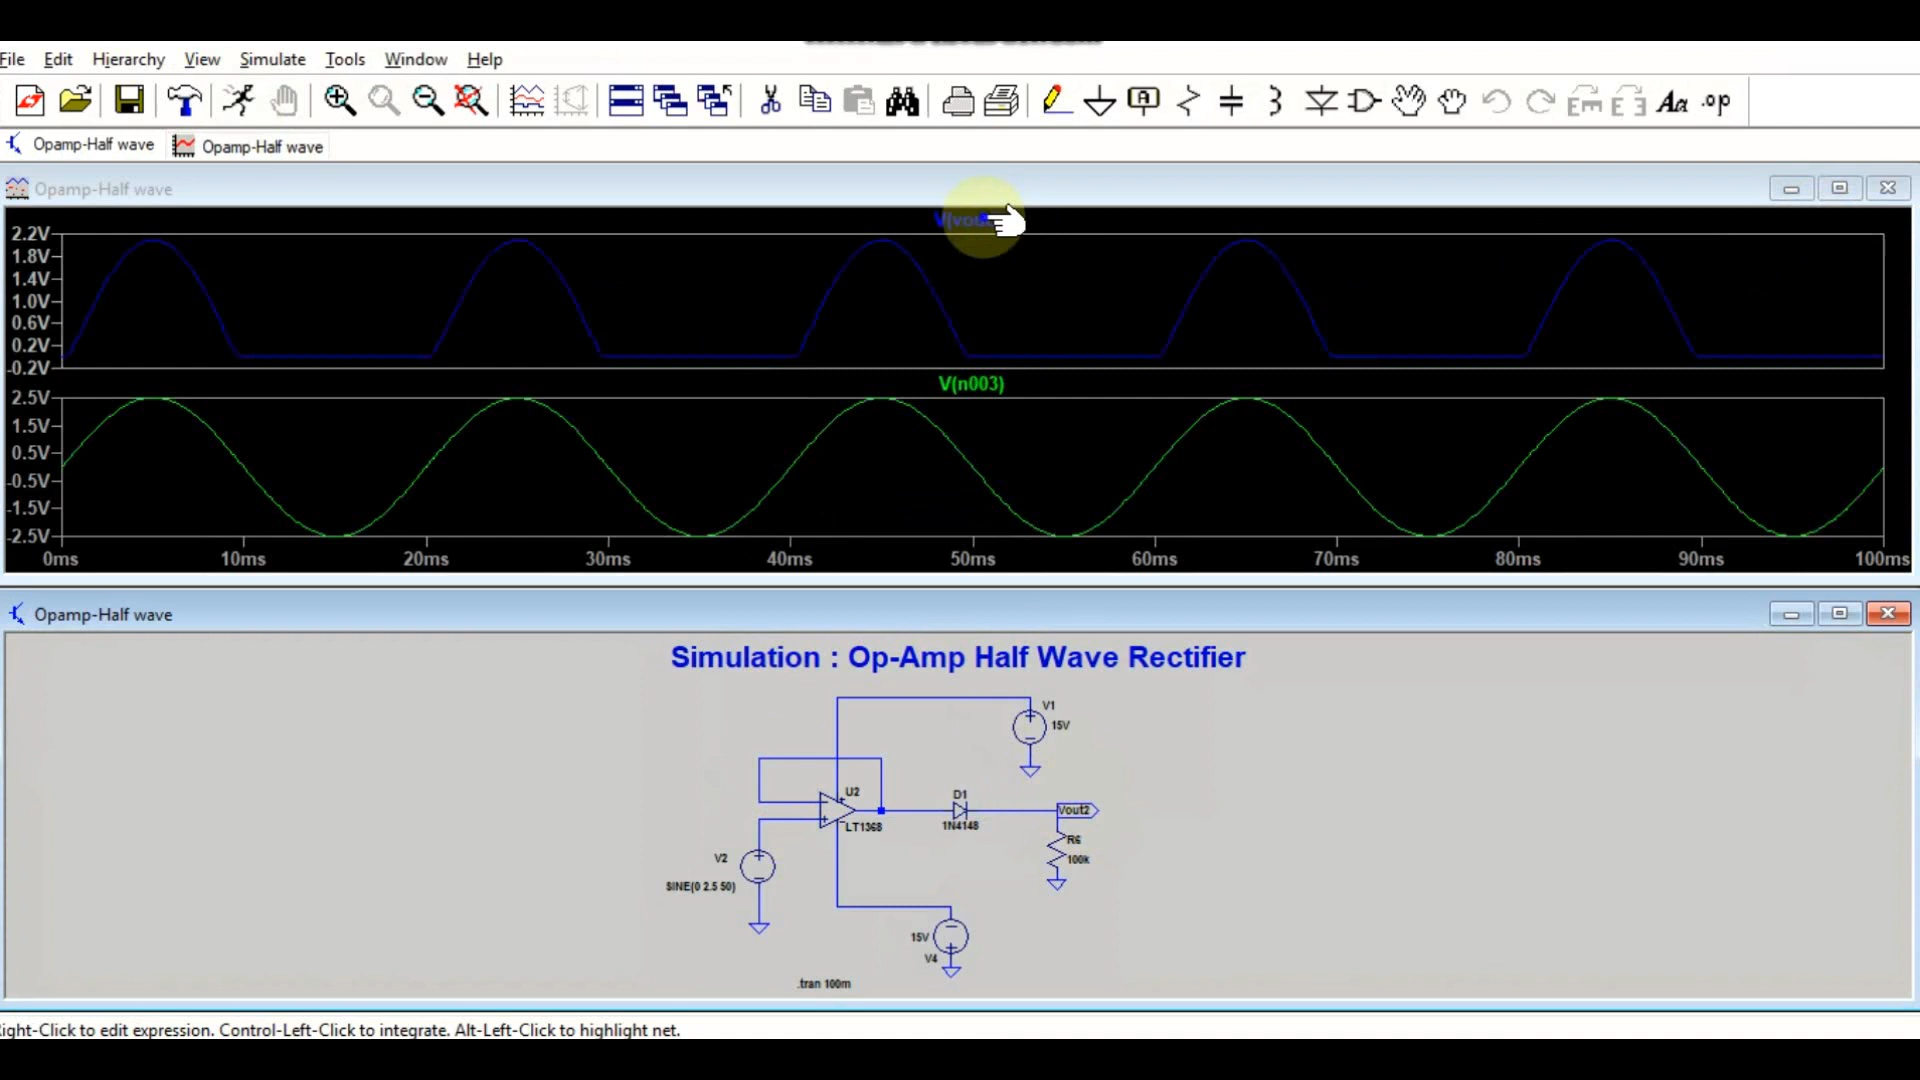 File Edit Hierarchy View Simulate Tools Window Help
Aa .op
Opamp-Half wave Opamp-Half wave
Opamp-Half wave
2.2V
1.8V
1.4V
1.0V
0.6V
0.2V
-0.2V
V(n003)
2.5V
1.5V
0.5V
-0.5V
-1.5V
-2.5V
0ms 10ms 20ms 30ms 40ms 50ms 60ms 70ms 80ms 90ms 100ms
Opamp-Half wave
Simulation : Op-Amp Half Wave Rectifier
V1
15V
U2
LT1368
D1
1N4148
Vout2
R6
100k
V2
SINE(0 2.5 50)
15V
V4
.tran 100m
Right-Click to edit expression. Control-Left-Click to integrate. Alt-Left-Click to highlight net.